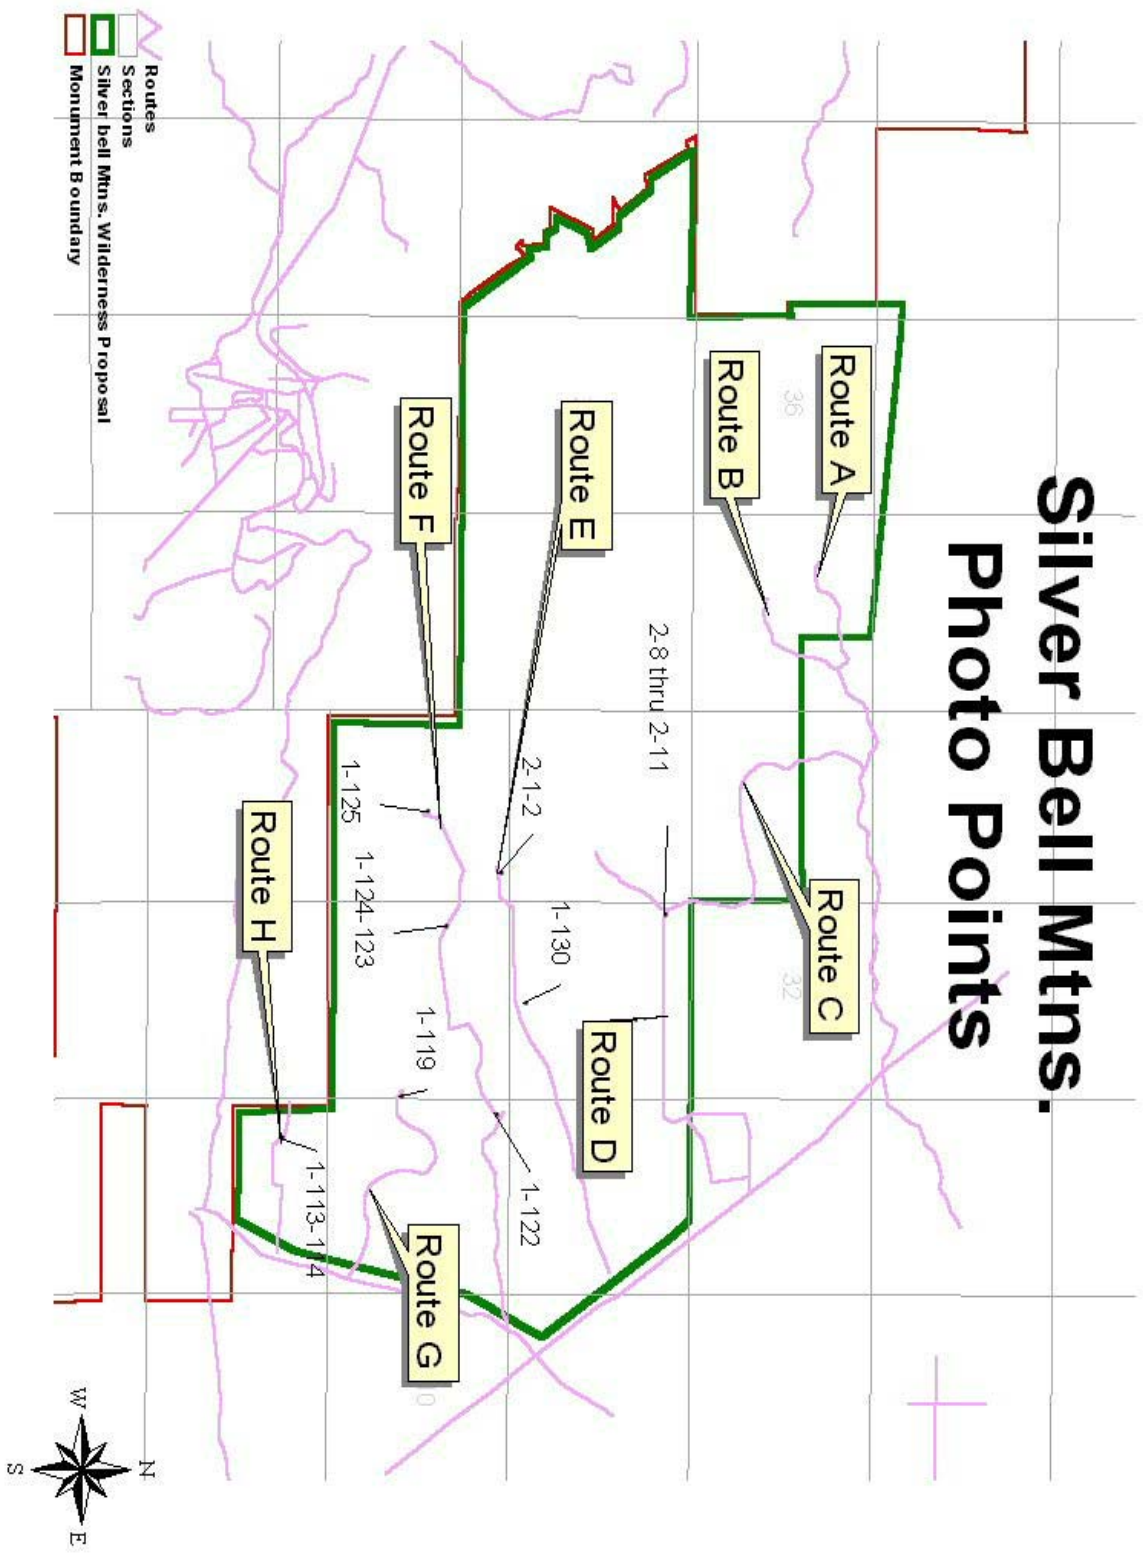 Silver Bell Mtns.
Photo Points
Route A
36
Route B
Route C
32
2-8 thru 2-11
Route E
Route D
2-1-2
1-130
Route F
1-122
1-125
1-124-123
1-119
Route G
0
Route H
1-113-114
Routes
Sections
Silver bell Mtns. Wilderness Proposal
Monument Boundary
N
W
E
S